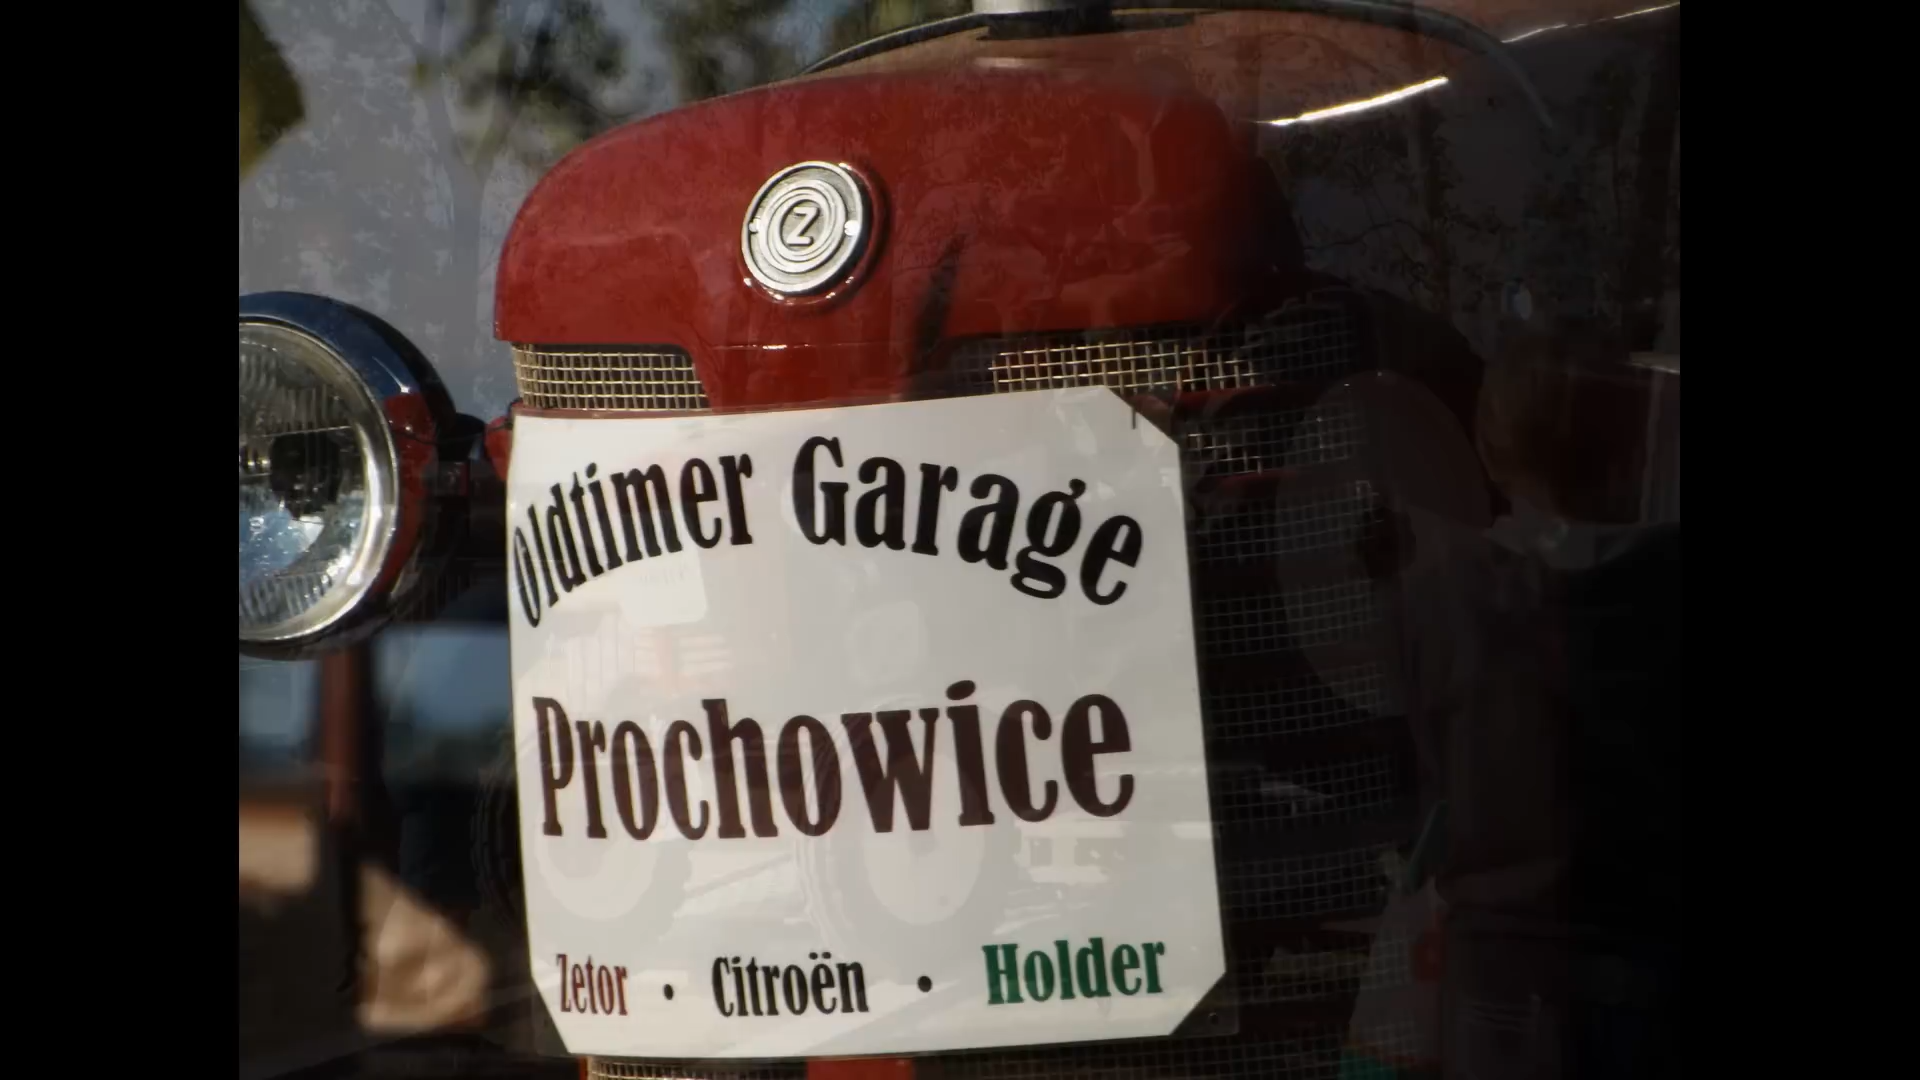 Z
Oldtimer Garage
Prochowice
Zetor • Citroën • Holder